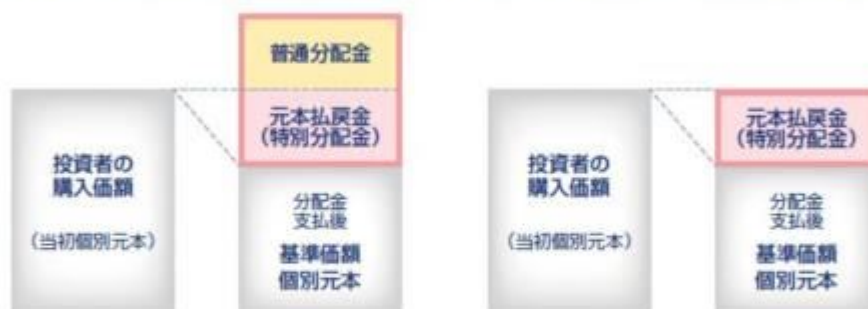 普通分配金
元本払戻金
(特別分配金)
投資者の
購入価額
(当初個別元本)
分配金
支払後
基準価額
個別元本
元本払戻金
(特別分配金)
投資者の
購入価額
(当初個別元本)
分配金
支払後
基準価額
個別元本